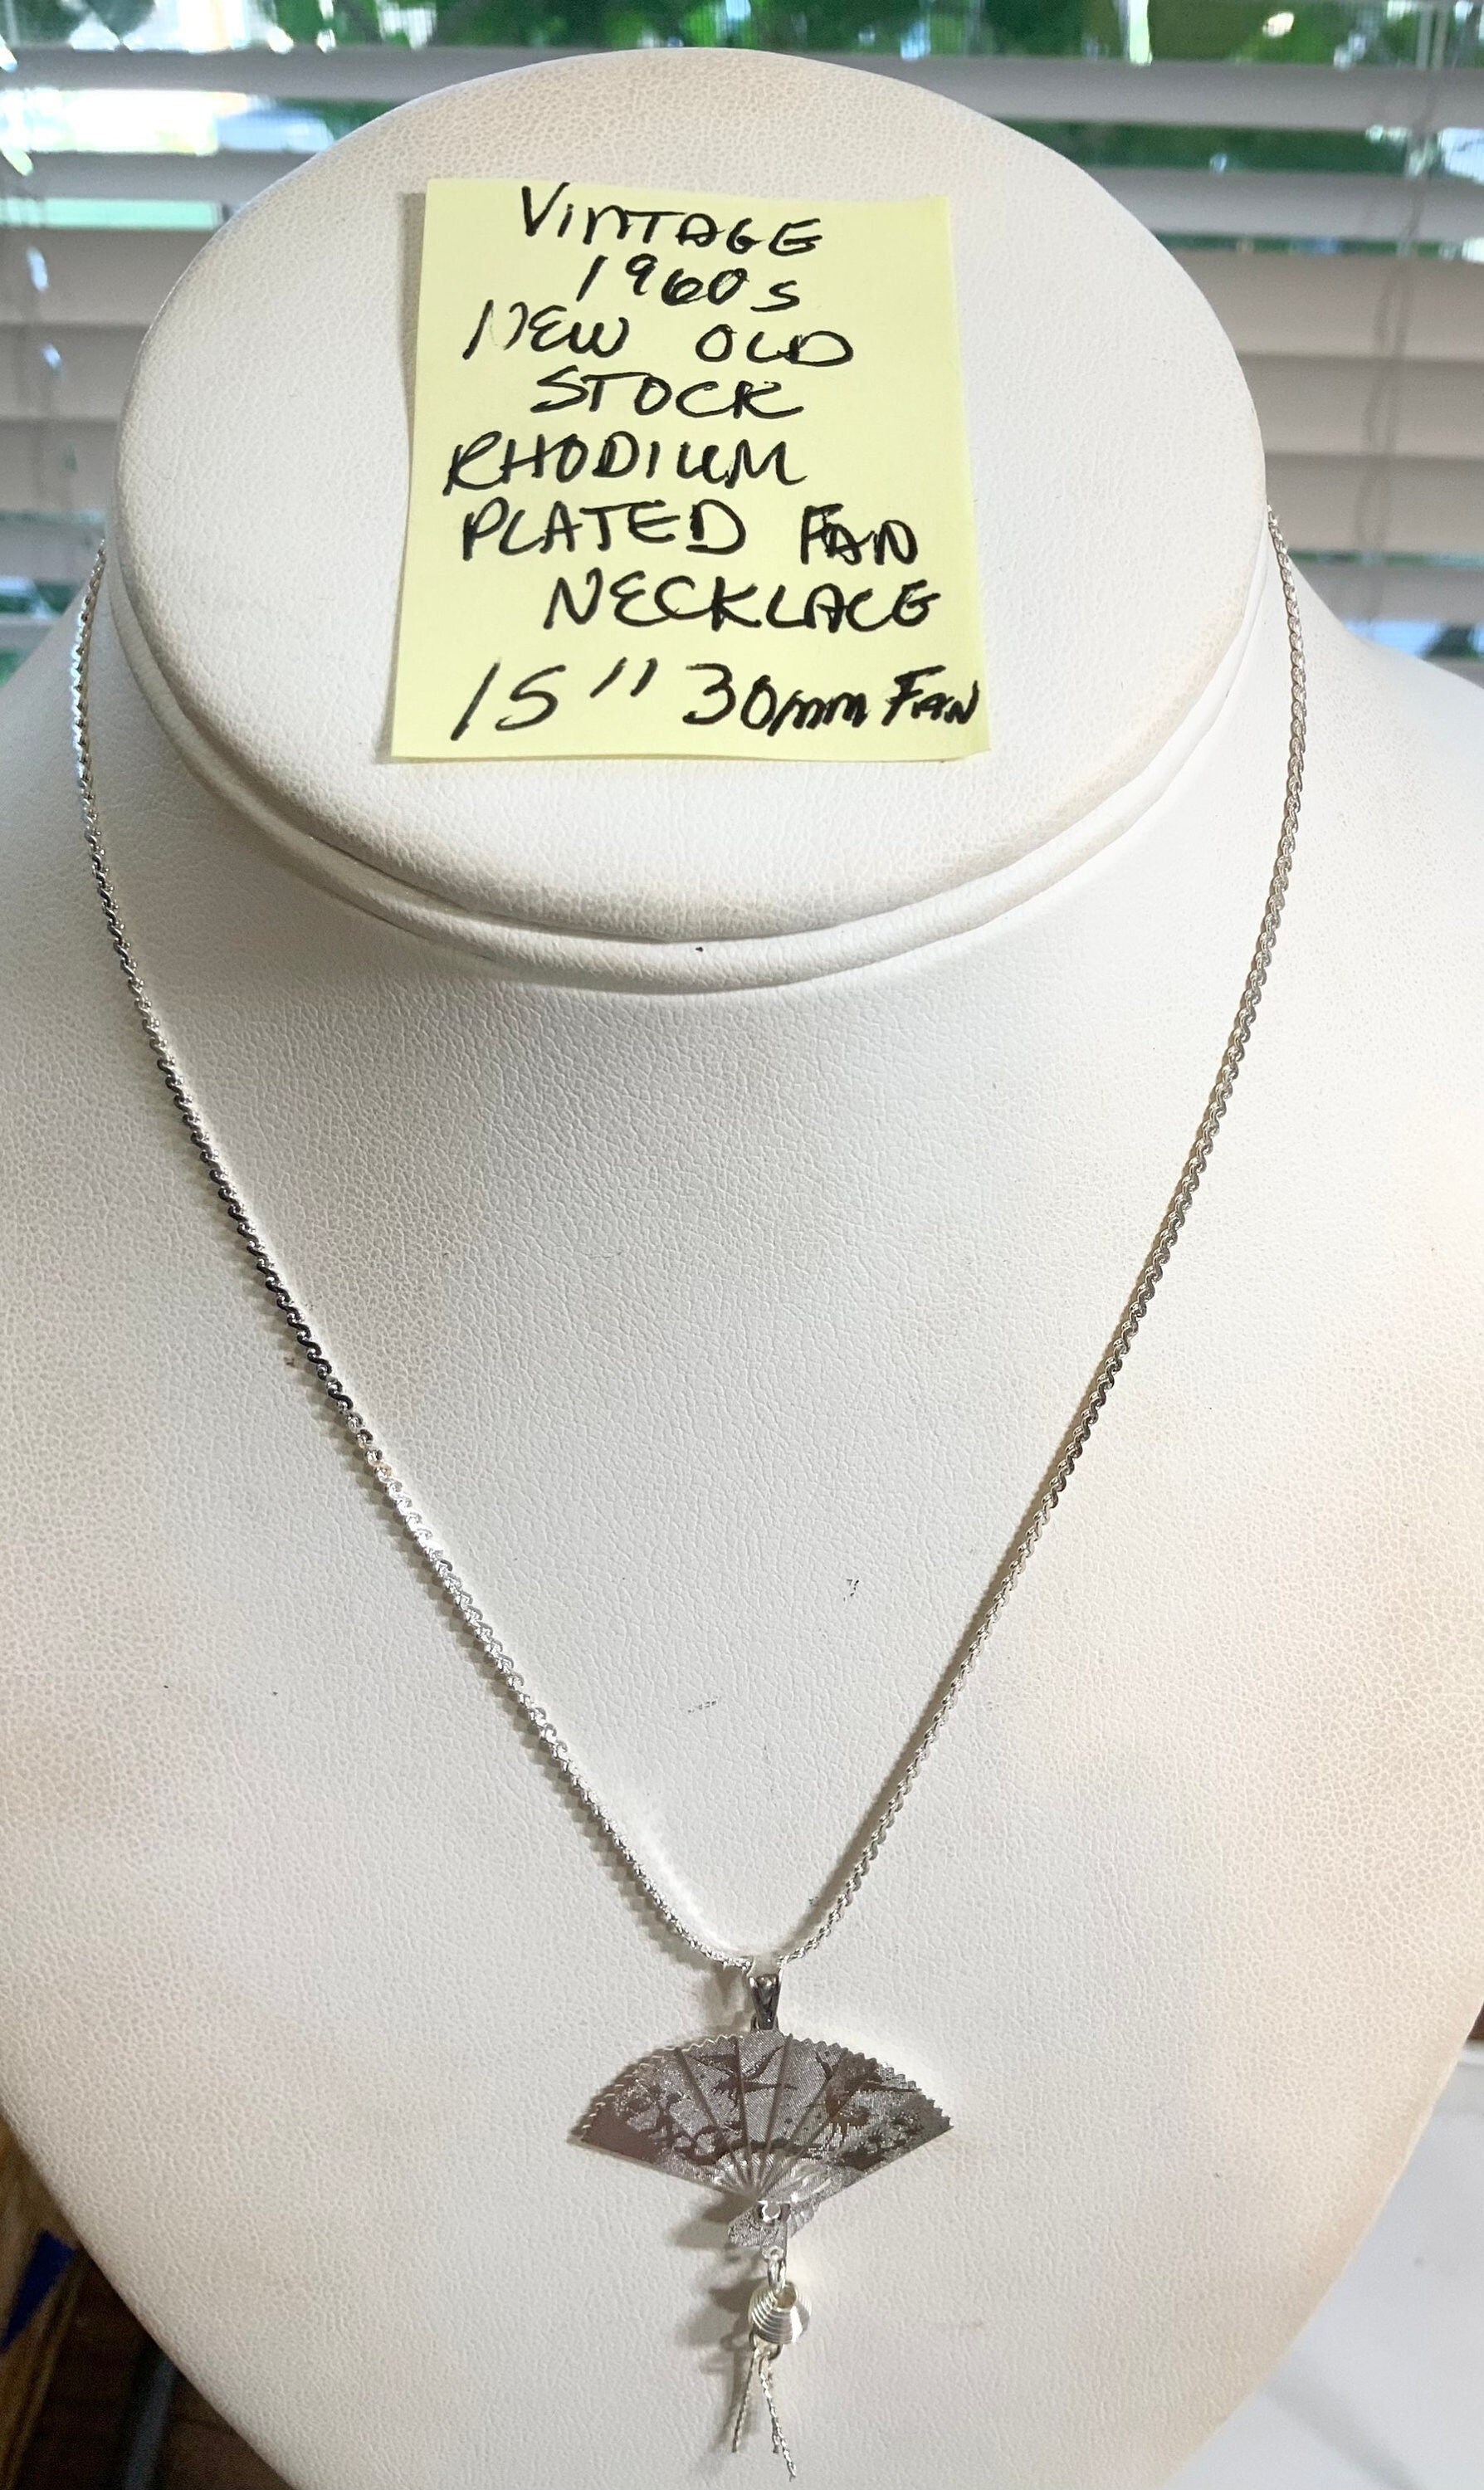 VINTAGE
1960s
NEW OLD
STOCK
RHODIUM
PLATED FAN
NECKLACE
15" 30mm FAN